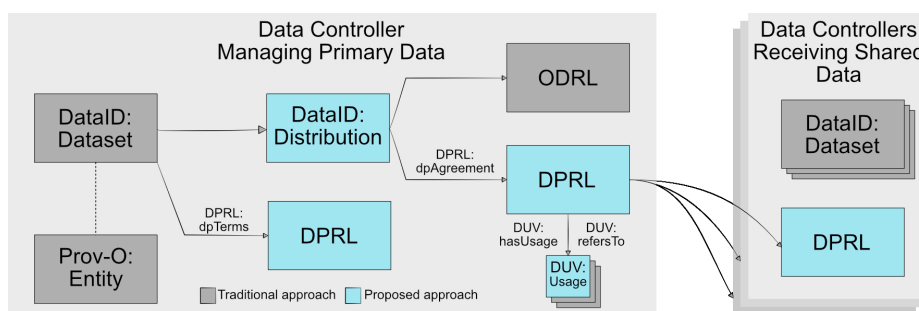 Data Controller
Managing Primary Data
Data Controllers
Receiving Shared
Data
DataID:
Dataset
DataID:
Distribution
ODRL
DPRL:
dpAgreement
DPRL
DPRL:
dpTerms
DPRL
DUV:
hasUsage
DUV:
refersTo
DUV:
Usage
Prov-O:
Entity
Traditional approach
Proposed approach
DataID:
Dataset
DPRL